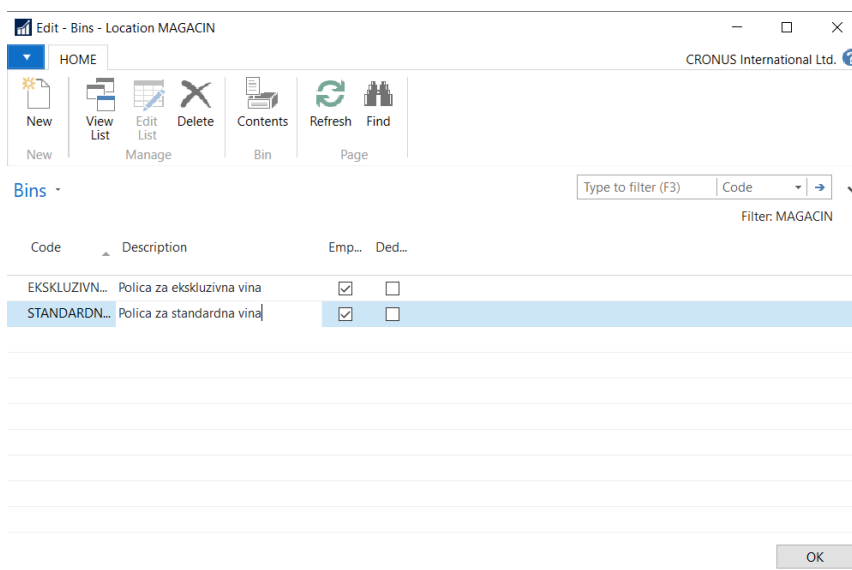 Edit - Bins - Location MAGACIN
HOME
CRONUS International Ltd. ?
New
View List
Edit List
Delete
Contents
Refresh
Find
New
Manage
Bin
Page
Bins
Type to filter (F3)
Code
Filter: MAGACIN
Code
Description
Emp...
Ded...
EKSKLUZIVN... Polica za ekskluzivna vina
STANDARDN... Polica za standardna vina
OK